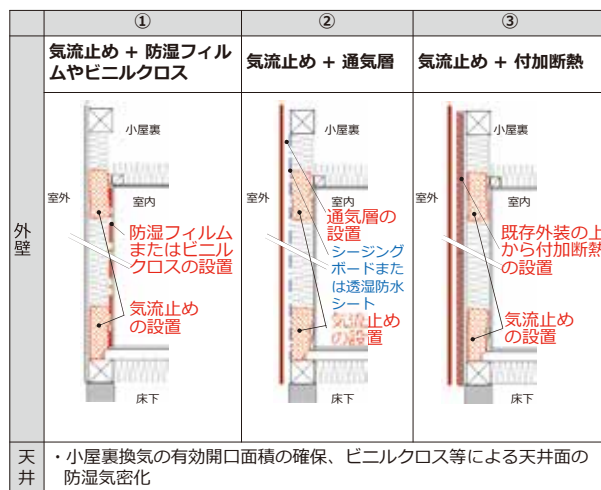 ① ② ③
気流止め + 防湿フィル
ムやビニルクロス
気流止め + 通気層
気流止め + 付加断熱
外壁
小屋裏
室外
室内
防湿フィルム
またはビニル
クロスの設置
気流止め
の設置
床下
小屋裏
室外
室内
通気層の
設置
シージング
ボードまた
は透湿防水
シート
気流止め
の設置
床下
小屋裏
室外
室内
既存外装の上
から付加断熱
の設置
気流止め
の設置
床下
天井
・小屋裏換気の有効開口面積の確保、ビニルクロス等による天井面の
防湿気密化